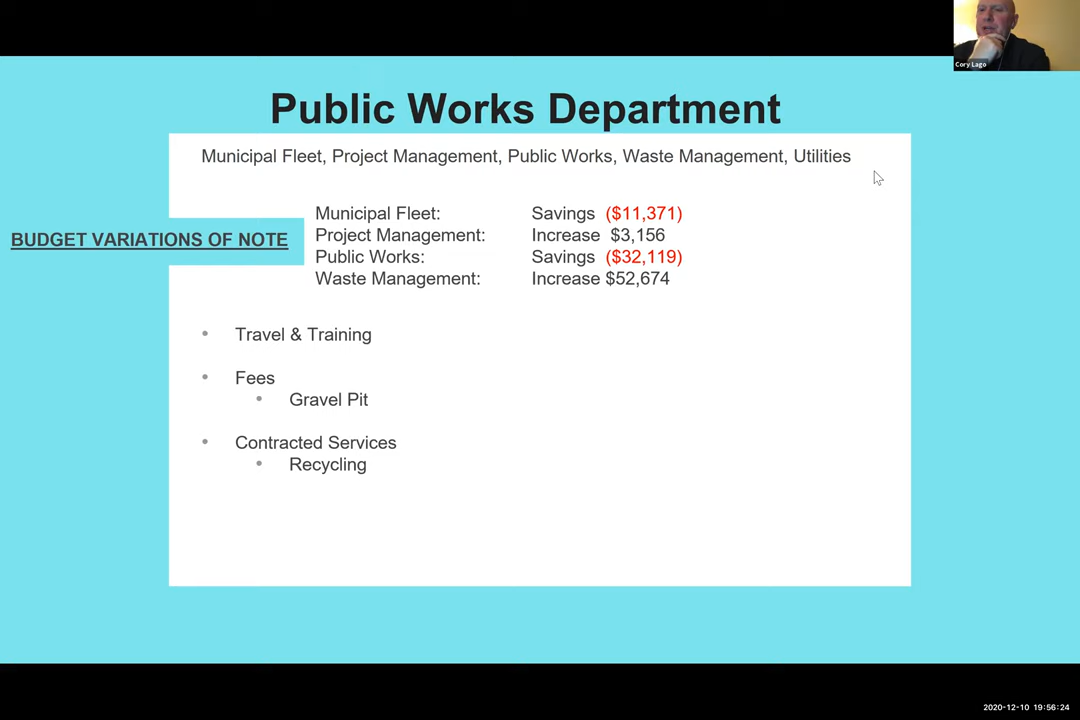 Cory Lago
Public Works Department
Municipal Fleet, Project Management, Public Works, Waste Management, Utilities
BUDGET VARIATIONS OF NOTE
Municipal Fleet: Savings ($11,371)
Project Management: Increase $3,156
Public Works: Savings ($32,119)
Waste Management: Increase $52,674
• Travel & Training
• Fees
• Gravel Pit
• Contracted Services
• Recycling
2020-12-10 19:56:24